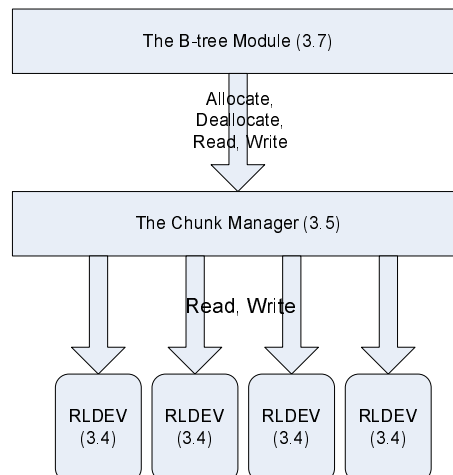 The B-tree Module (3.7)
Allocate,
Deallocate,
Read, Write
The Chunk Manager (3.5)
Read, Write
RLDEV
(3.4)
RLDEV
(3.4)
RLDEV
(3.4)
RLDEV
(3.4)